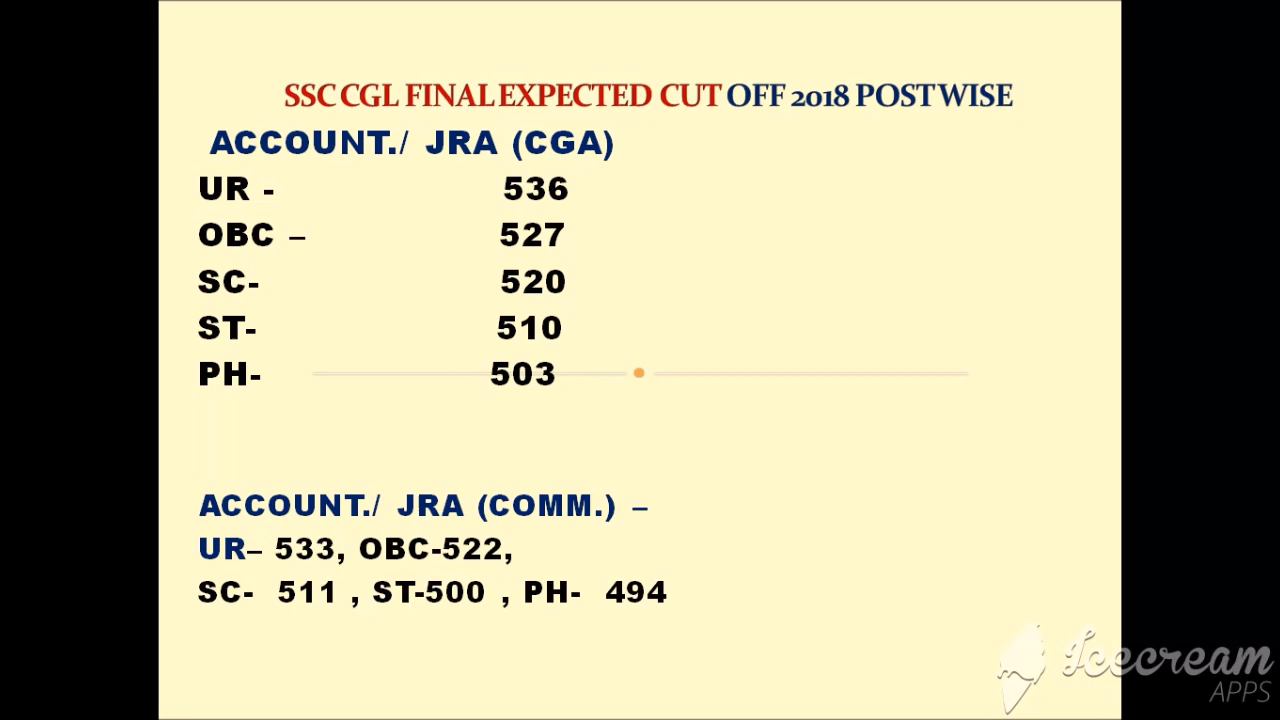 SSC CGL FINAL EXPECTED CUT OFF 2018 POST WISE
ACCOUNT./ JRA (CGA)
UR - 536
OBC – 527
SC- 520
ST- 510
PH- 503
ACCOUNT./ JRA (COMM.) –
UR– 533, OBC-522,
SC- 511 , ST-500 , PH- 494
Icecream
APPS